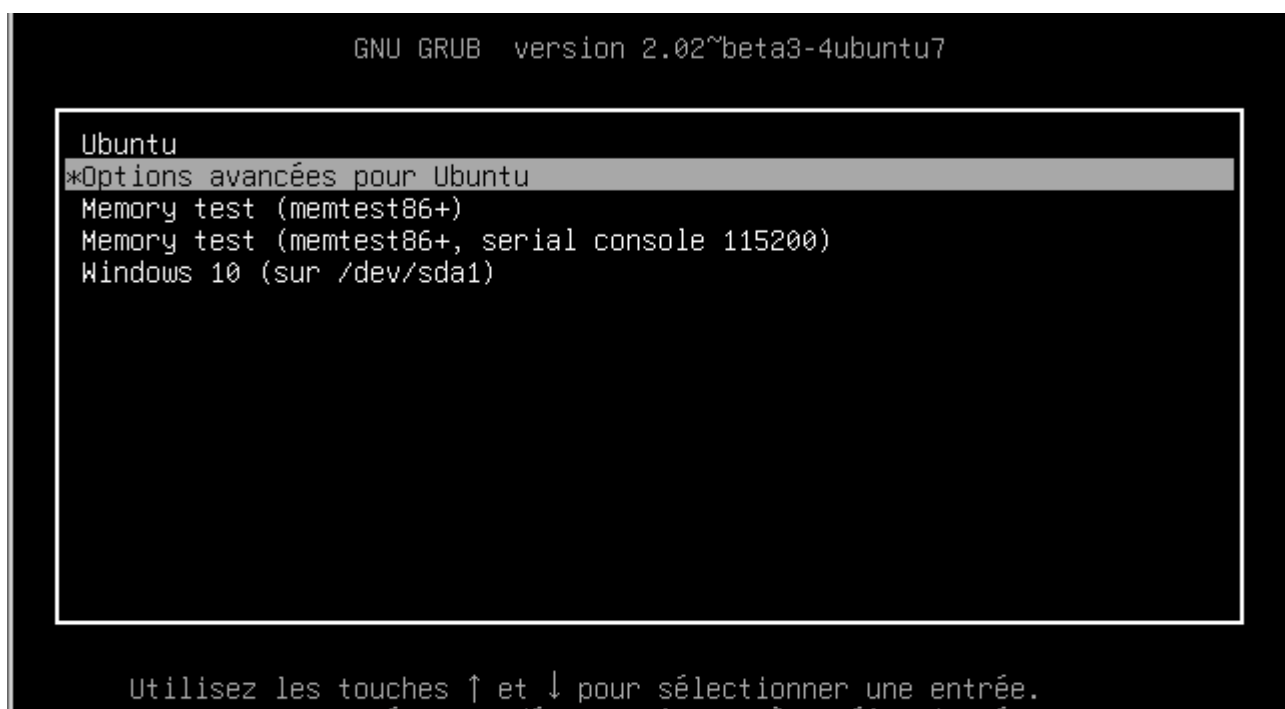 GNU GRUB  version 2.02~beta3-4ubuntu7
Ubuntu
*Options avancées pour Ubuntu
Memory test (memtest86+)
Memory test (memtest86+, serial console 115200)
Windows 10 (sur /dev/sda1)
Utilisez les touches ↑ et ↓ pour sélectionner une entrée.